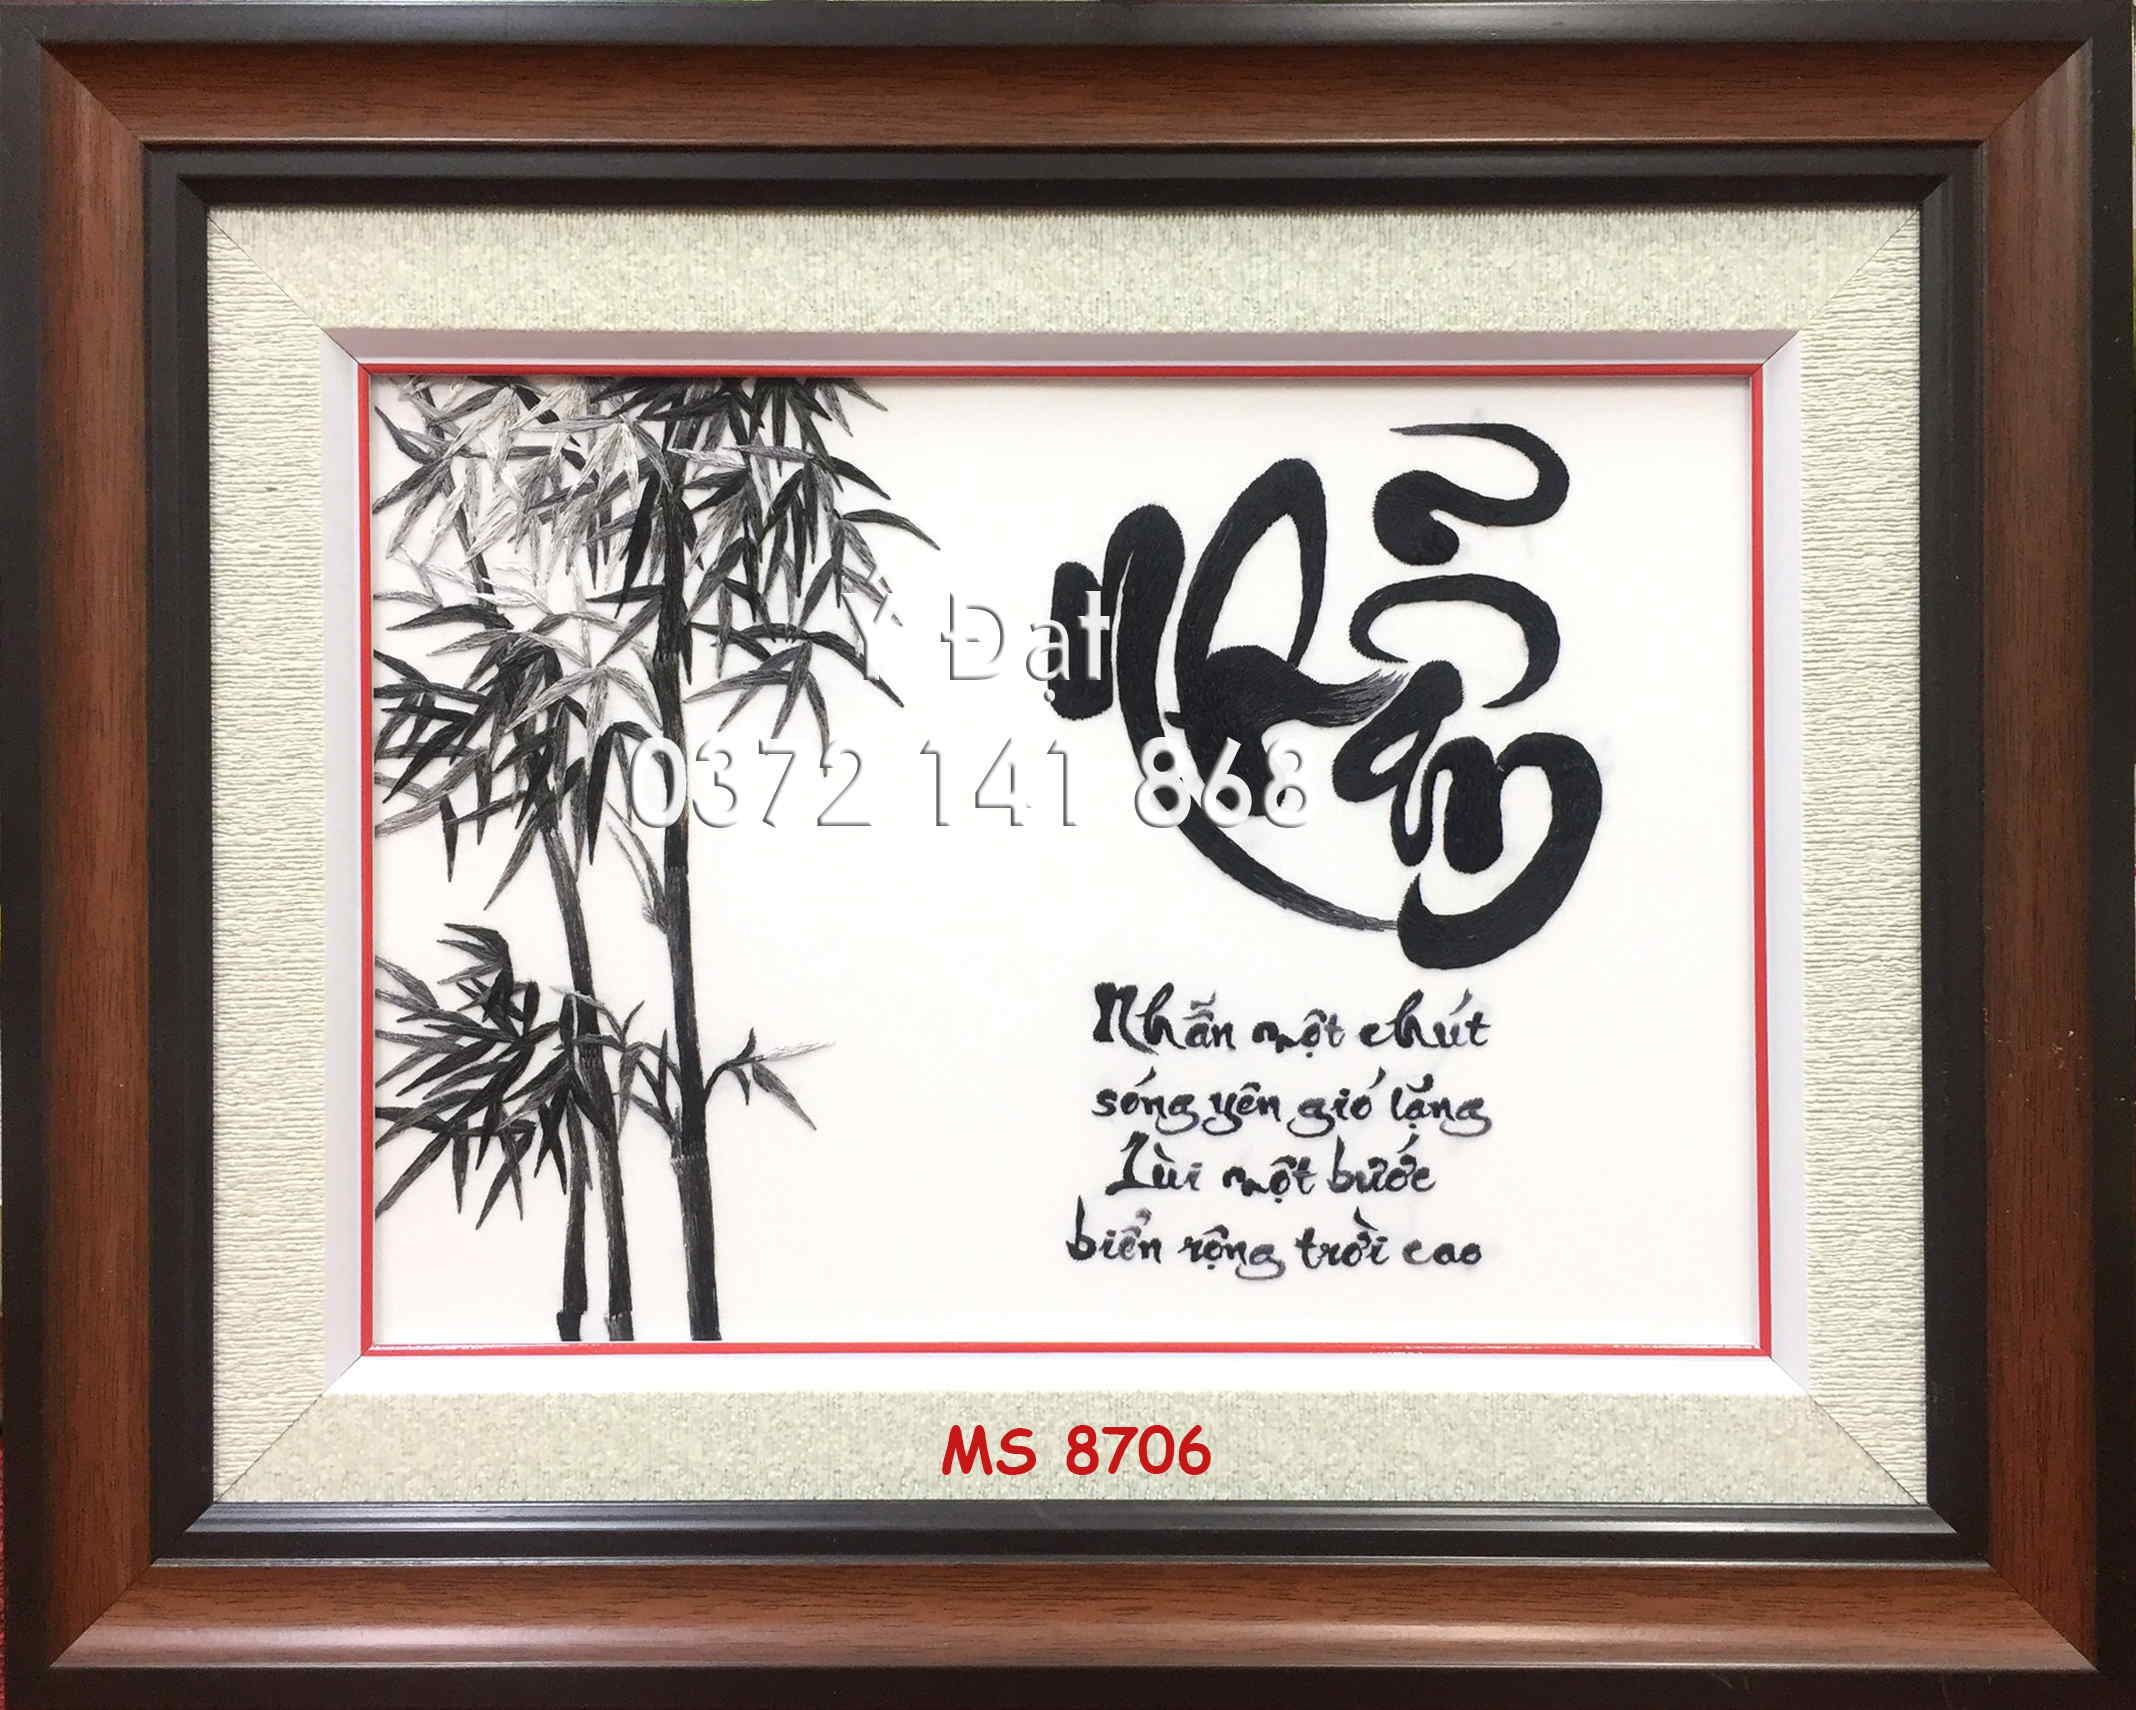 Nhẫn
Ý Đạt
0372 141 868
Nhẫn một chút
sóng yên gió lặng
Lùi một bước
biển rộng trời cao
MS 8706